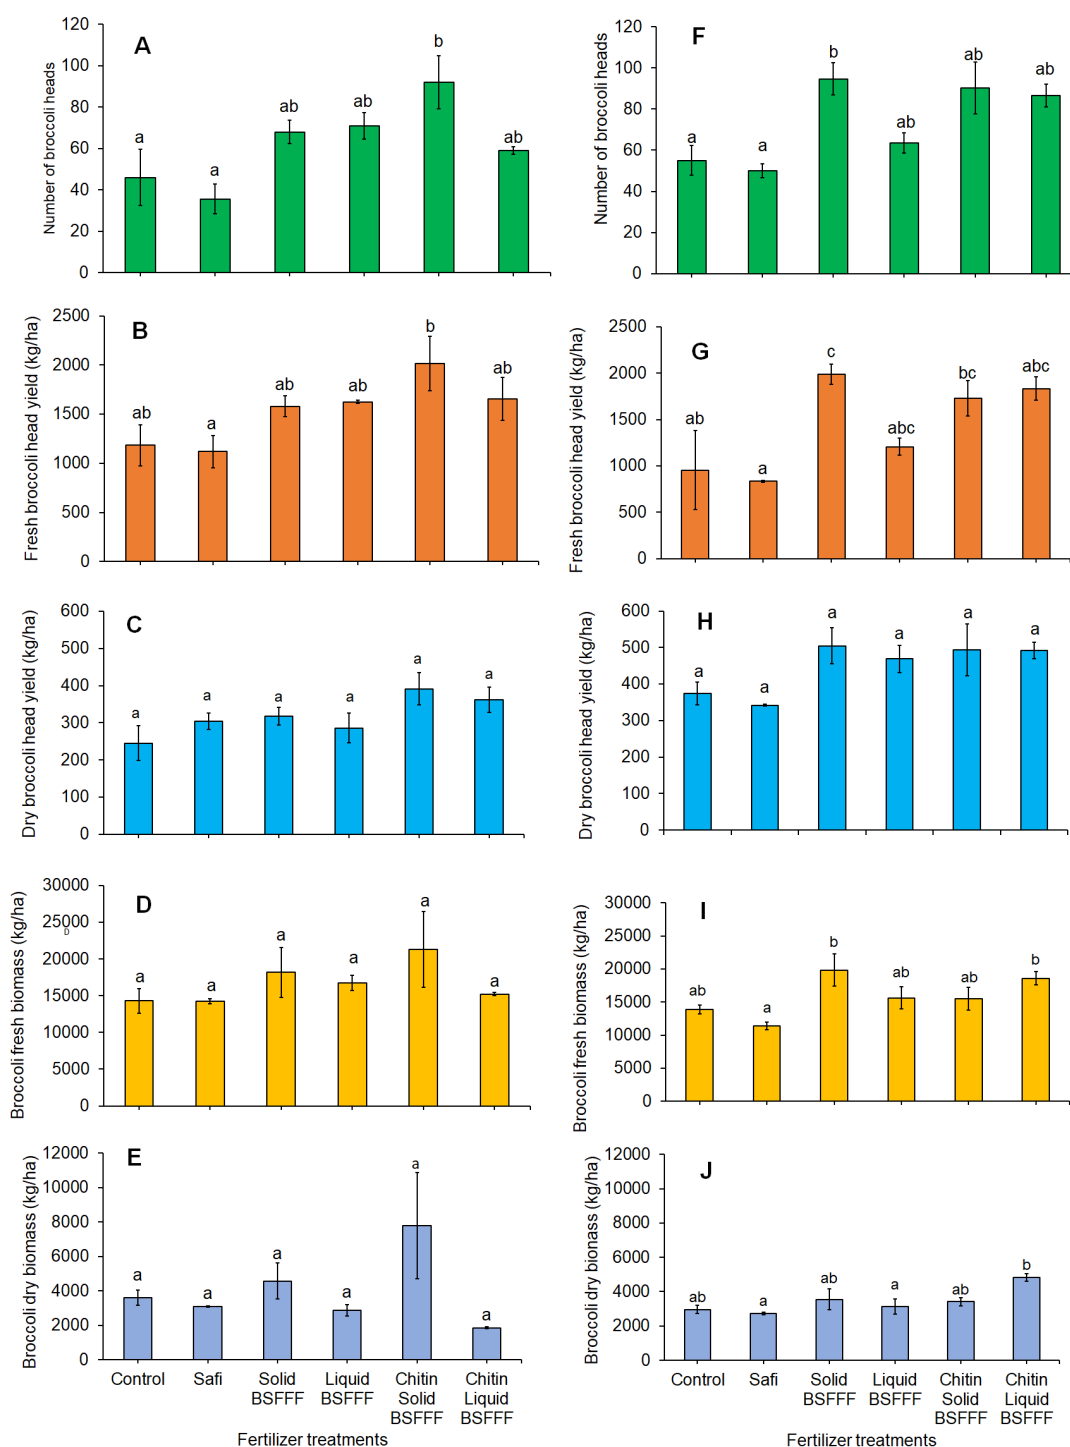 A
Number of broccoli heads
120
100
80
60
40
20
0
a
a
ab
ab
b
ab
F
Number of broccoli heads
120
100
80
60
40
20
0
a
a
b
ab
ab
ab
B
Fresh broccoli head yield (kg/ha)
2500
2000
1500
1000
500
0
ab
a
ab
ab
b
ab
G
Fresh broccoli head yield (kg/ha)
2500
2000
1500
1000
500
0
ab
a
c
abc
bc
abc
C
Dry broccoli head yield (kg/ha)
600
500
400
300
200
100
0
a
a
a
a
a
a
H
Dry broccoli head yield (kg/ha)
600
500
400
300
200
100
0
a
a
a
a
a
a
D
Broccoli fresh biomass (kg/ha)
30000
25000
D
20000
15000
10000
5000
0
a
a
a
a
a
a
I
Broccoli fresh biomass (kg/ha)
30000
25000
20000
15000
10000
5000
0
ab
a
b
ab
ab
b
E
Broccoli dry biomass (kg/ha)
12000
10000
8000
6000
4000
2000
0
a
a
a
a
a
a
Control
Safi
Solid
BSFFF
Liquid
BSFFF
Chitin
Solid
BSFFF
Chitin
Liquid
BSFFF
Fertilizer treatments
J
Broccoli dry bionass (kg/ha)
12000
10000
8000
6000
4000
2000
0
ab
a
ab
a
ab
b
Control
Safi
Solid
BSFFF
Liquid
BSFFF
Chitin
Solid
BSFFF
Chitin
Liquid
BSFFF
Fertilizer treatments